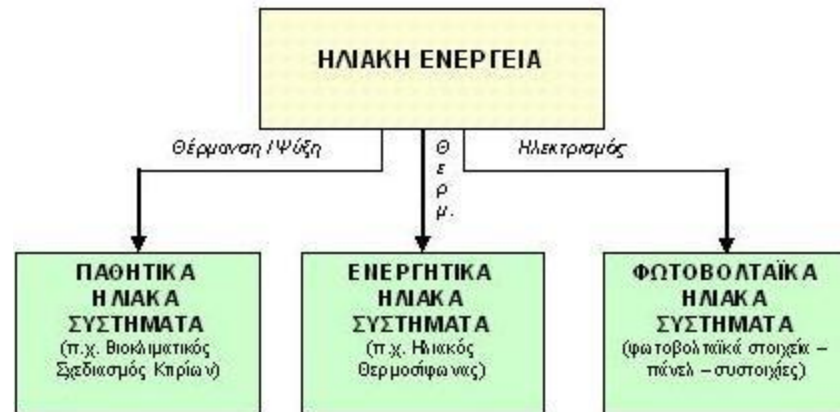 ΗΛΙΑΚΗ ΕΝΕΡΓΕΙΑ
Θέρμανση /Ψύξη
Θερμ.
Ηλεκτρισμός
ΠΑΘΗΤΙΚΑ
ΗΛΙΑΚΑ
ΣΥΣΤΗΜΑΤΑ
(π.χ. Βιοκλιματικός
Σχεδιασμός Κτιρίων)
ΕΝΕΡΓΗΤΙΚΑ
ΗΛΙΑΚΑ
ΣΥΣΤΗΜΑΤΑ
(π.χ. Ηλιακός
Θερμοσίφωνας)
ΦΩΤΟΒΟΛΤΑΪΚΑ
ΗΛΙΑΚΑ
ΣΥΣΤΗΜΑΤΑ
(φωτοβολταϊκά στοιχεία –
πάνελ – συστοιχίες)